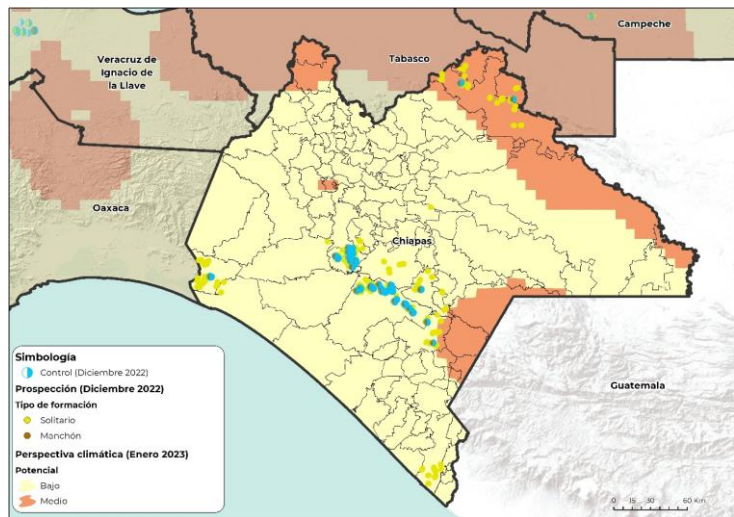 Campeche
Tabasco
Veracruz de
Ignacio de
la Llave
Oaxaca
Chiapas
Guatemala
Simbología
Control (Diciembre 2022)
Prospección (Diciembre 2022)
Tipo de formación
Solitario
Manchón
Perspectiva climática (Enero 2023)
Potencial
Bajo
Medio
0 15 30 60 Km